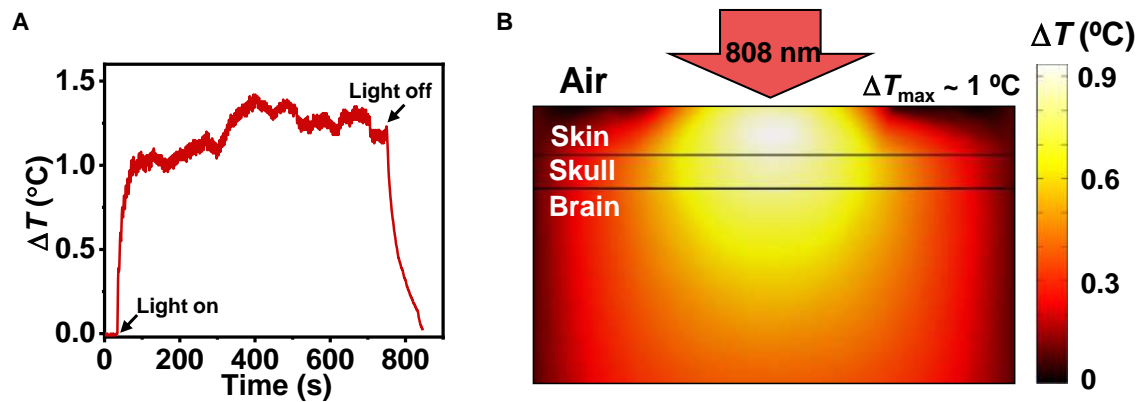 A
ΔT (°C)
1.5
1.0
0.5
0.0
Light on
Light off
0
200
400
600
800
Time (s)
B
808 nm
Air
ΔTmax ~ 1 ºC
Skin
Skull
Brain
ΔT (ºC)
0.9
0.6
0.3
0